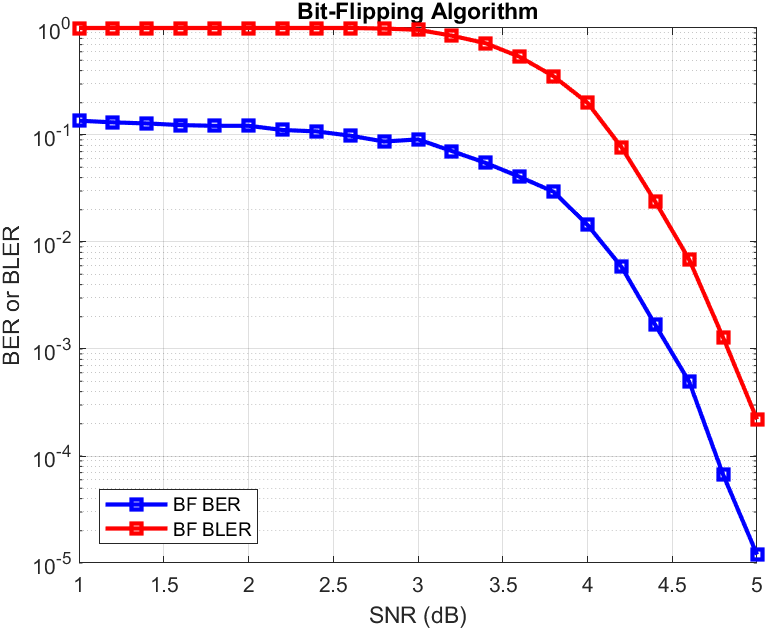 Bit-Flipping Algorithm
10^0
10^-1
10^-2
10^-3
10^-4
10^-5
BER or BLER
BF BER
BF BLER
1 1.5 2 2.5 3 3.5 4 4.5 5
SNR (dB)